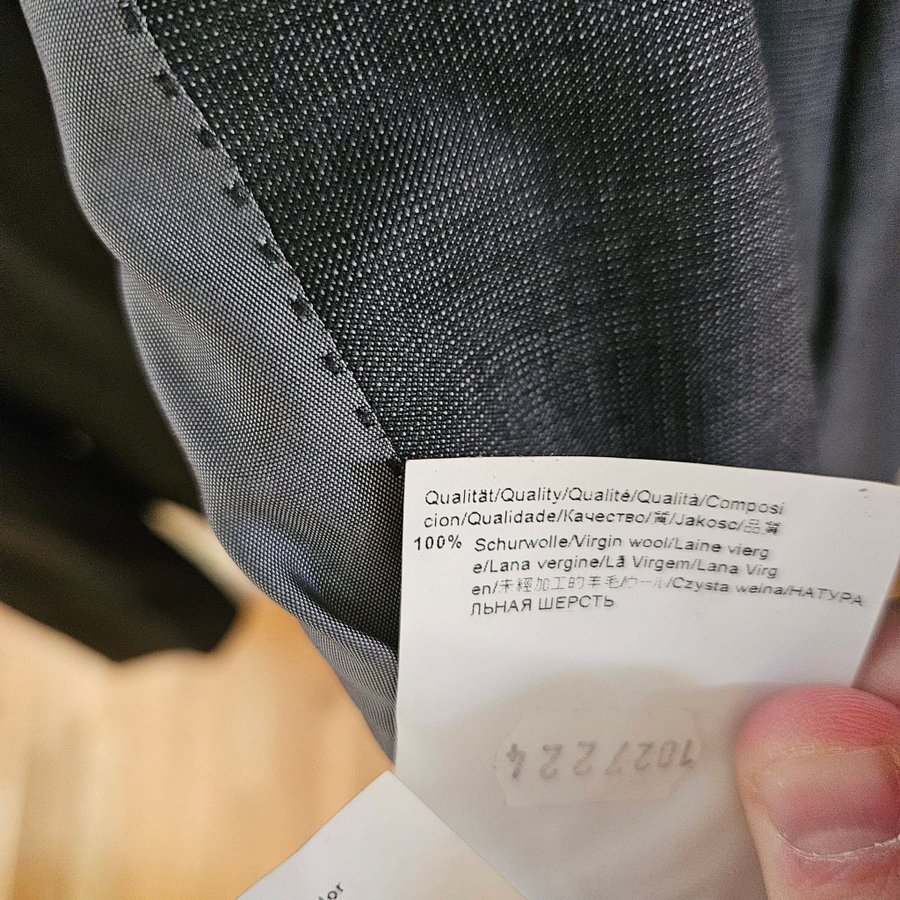 Qualität/Quality/Qualité/Qualità/Composi
cion/Qualidade/Качество/質/Jakosc/品質
100% Schurwolle/Virgin wool/Laine vierg
e/Lana vergine/Lã Virgem/Lana Virg
en/未經加工的羊毛/ウール/Czysta welna/НАТУРА
ЛЬНАЯ ШЕРСТЬ
1027224
lor